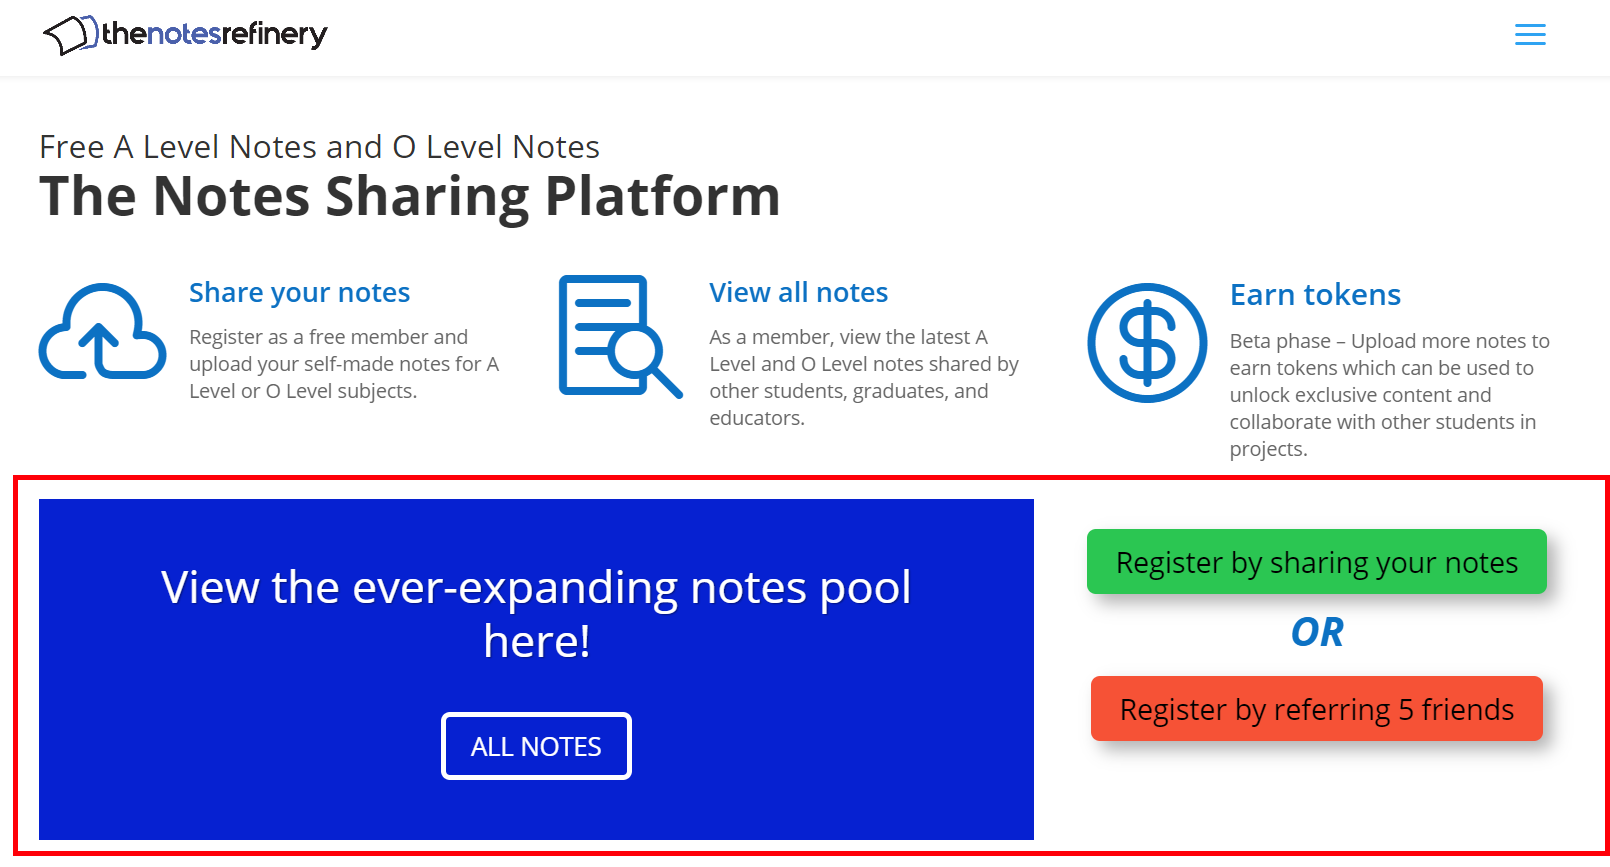 thenotesrefinery
Free A Level Notes and O Level Notes
The Notes Sharing Platform
Share your notes
Register as a free member and
upload your self-made notes for A
Level or O Level subjects.
View all notes
As a member, view the latest A
Level and O Level notes shared by
other students, graduates, and
educators.
Earn tokens
Beta phase – Upload more notes to
earn tokens which can be used to
unlock exclusive content and
collaborate with other students in
projects.
View the ever-expanding notes pool
here!
ALL NOTES
Register by sharing your notes
OR
Register by referring 5 friends